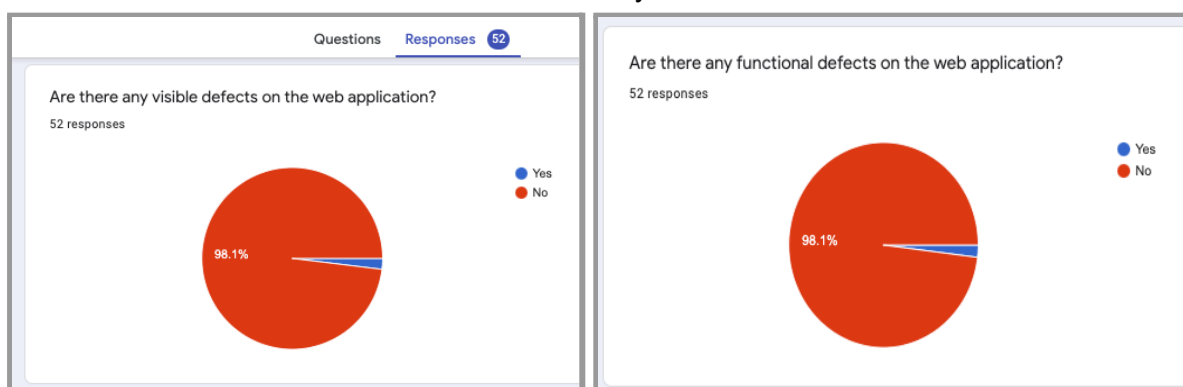 Questions Responses 52
Are there any visible defects on the web application?
52 responses
Yes
No
98.1%
Are there any functional defects on the web application?
52 responses
Yes
No
98.1%